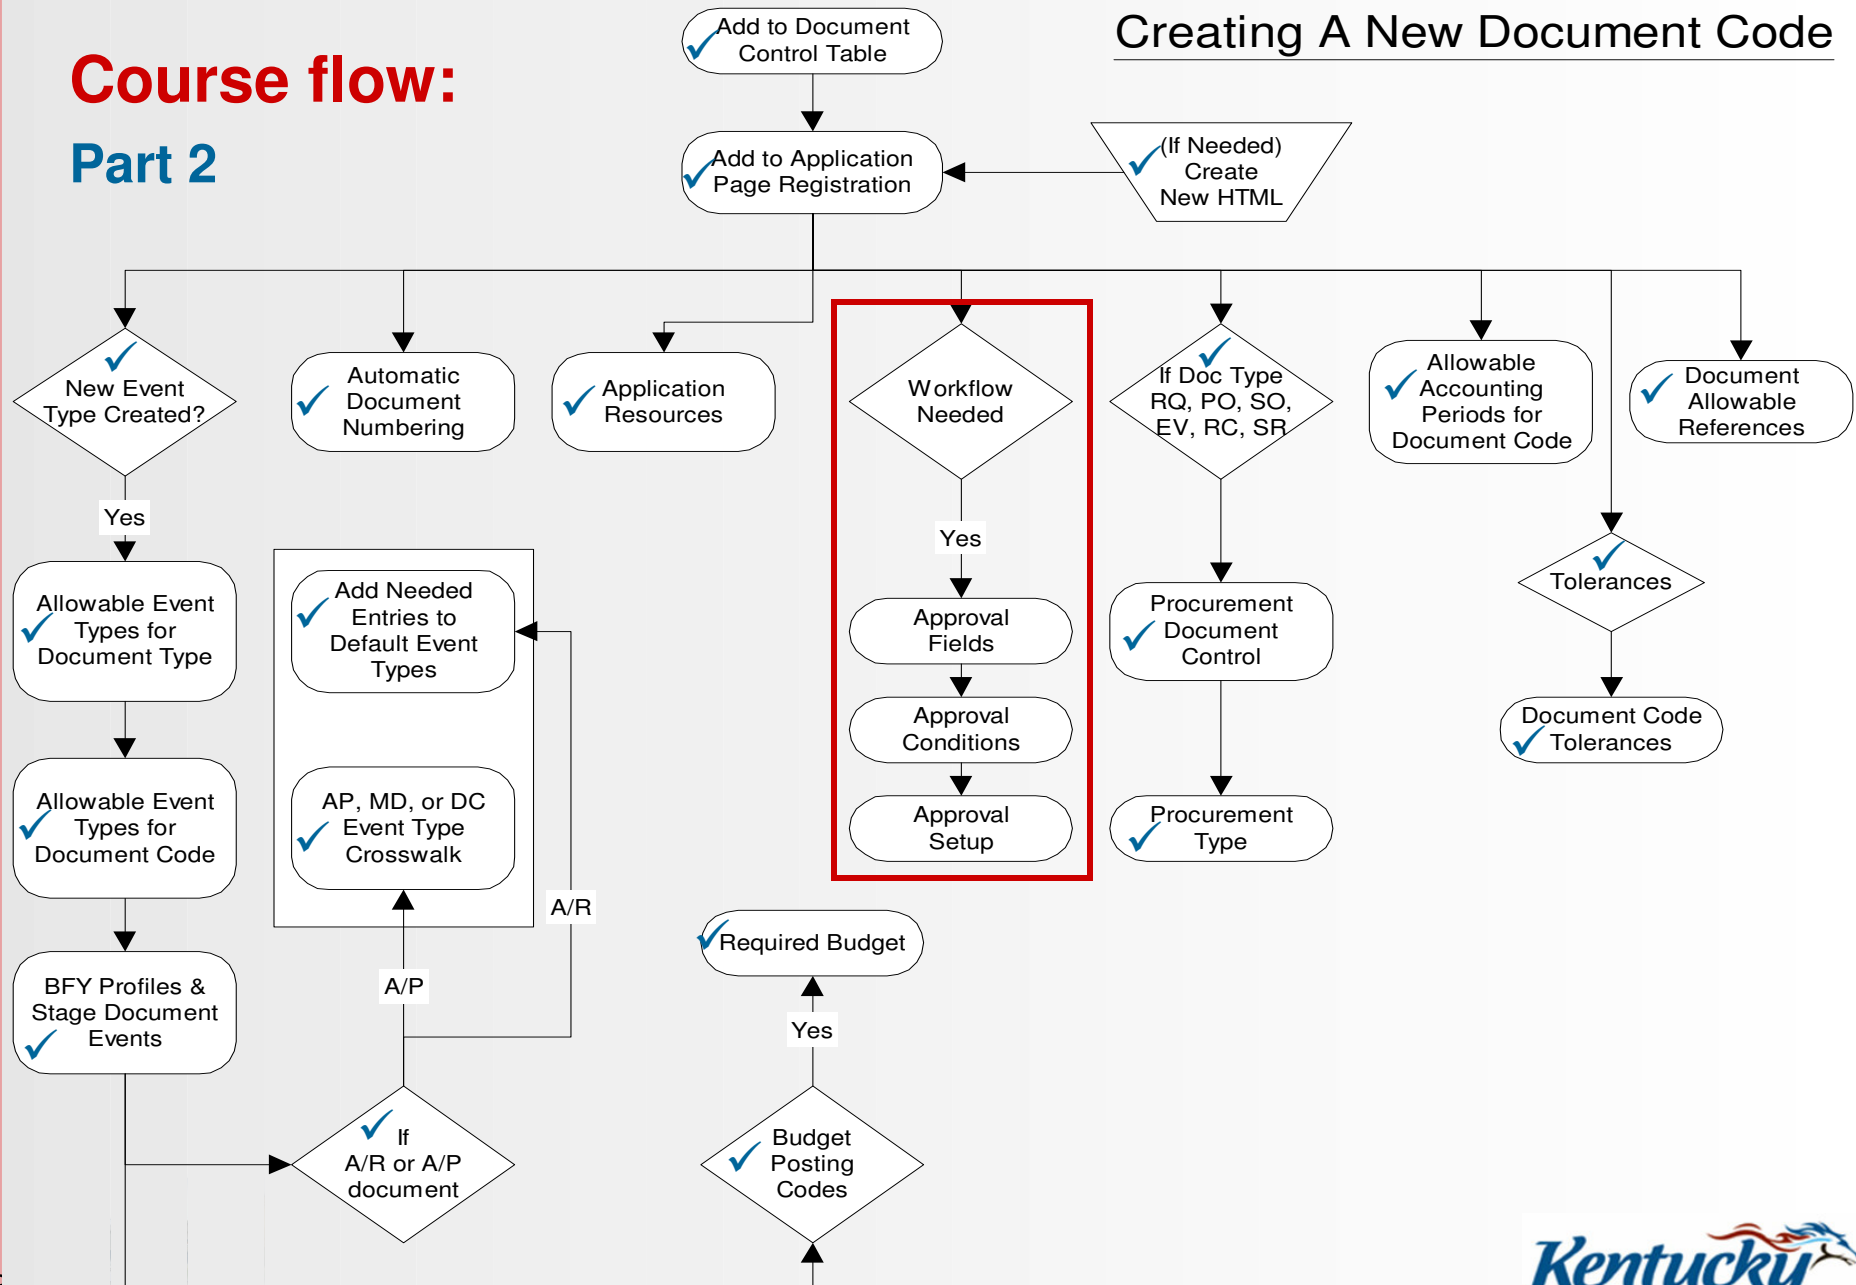 Creating A New Document Code
Course flow:
Part 2
Add to Document
Control Table
Add to Application
Page Registration
(If Needed)
Create
New HTML
New Event
Type Created?
Automatic
Document
Numbering
Application
Resources
Workflow
Needed
If Doc Type
RQ, PO, SO,
EV, RC, SR
Allowable
Accounting
Periods for
Document Code
Document
Allowable
References
Yes
Allowable Event
Types for
Document Type
Allowable Event
Types for
Document Code
BFY Profiles &
Stage Document
Events
Add Needed
Entries to
Default Event
Types
AP, MD, or DC
Event Type
Crosswalk
A/R
A/P
If
A/R or A/P
document
Yes
Approval
Fields
Approval
Conditions
Approval
Setup
Procurement
Document
Control
Procurement
Type
Tolerances
Document Code
Tolerances
Required Budget
Yes
Budget
Posting
Codes
Kentucky